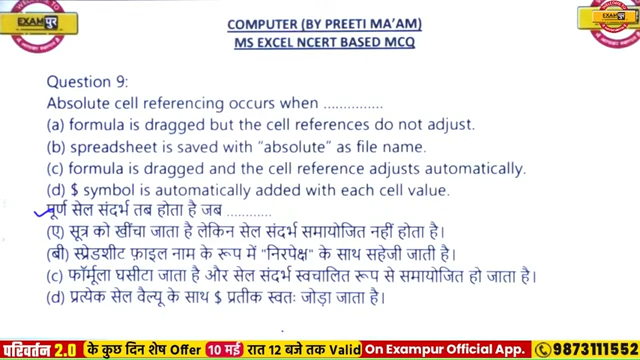 EXAMपुर
COMPUTER (BY PREETI MA'AM)
MS EXCEL NCERT BASED MCQ
Question 9:
Absolute cell referencing occurs when ...............
(a) formula is dragged but the cell references do not adjust.
(b) spreadsheet is saved with "absolute" as file name.
(c) formula is dragged and the cell reference adjusts automatically.
(d) $ symbol is automatically added with each cell value.
पूर्ण सेल संदर्भ तब होता है जब ............
(ए) सूत्र को खींचा जाता है लेकिन सेल संदर्भ समायोजित नहीं होता है।
(बी) स्प्रेडशीट फ़ाइल नाम के रूप में "निरपेक्ष" के साथ सहेजी जाती है।
(c) फॉर्मूला घसीटा जाता है और सेल संदर्भ स्वचालित रूप से समायोजित हो जाता है।
(d) प्रत्येक सेल वैल्यू के साथ $ प्रतीक स्वतः जोड़ा जाता है।
परिवर्तन 2.0 के कुछ दिन शेष Offer 10 मई रात 12 बजे तक Valid On Exampur Official App. 9873111552